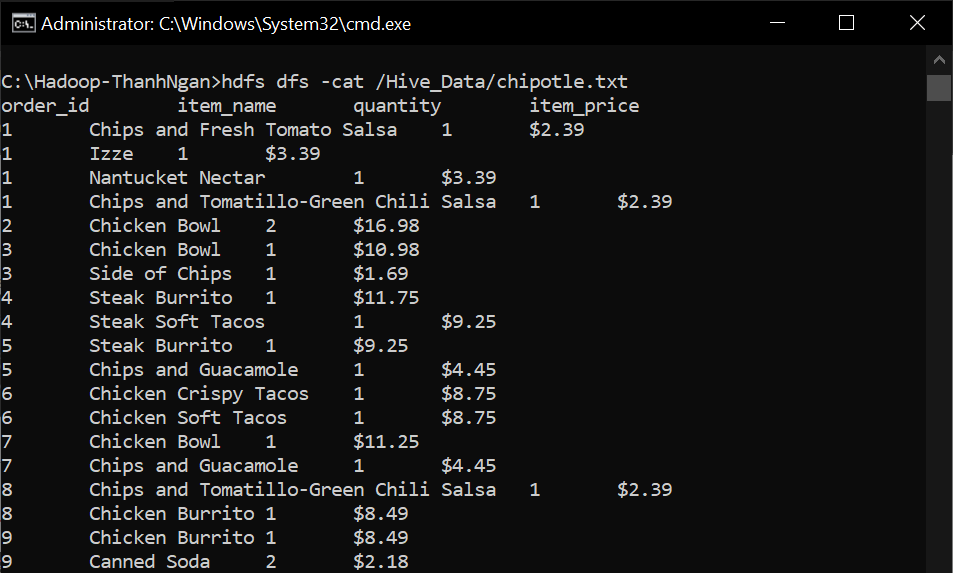 Administrator: C:\Windows\System32\cmd.exe
C:\Hadoop-ThanhNgan>hdfs dfs -cat /Hive_Data/chipotle.txt
order_id	item_name	quantity	item_price
1	Chips and Fresh Tomato Salsa	1	$2.39
1	Izze	1	$3.39
1	Nantucket Nectar	1	$3.39
1	Chips and Tomatillo-Green Chili Salsa	1	$2.39
2	Chicken Bowl	2	$16.98
3	Chicken Bowl	1	$10.98
3	Side of Chips	1	$1.69
4	Steak Burrito	1	$11.75
4	Steak Soft Tacos	1	$9.25
5	Steak Burrito	1	$9.25
5	Chips and Guacamole	1	$4.45
6	Chicken Crispy Tacos	1	$8.75
6	Chicken Soft Tacos	1	$8.75
7	Chicken Bowl	1	$11.25
7	Chips and Guacamole	1	$4.45
8	Chips and Tomatillo-Green Chili Salsa	1	$2.39
8	Chicken Burrito	1	$8.49
9	Chicken Burrito	1	$8.49
9	Canned Soda	2	$2.18